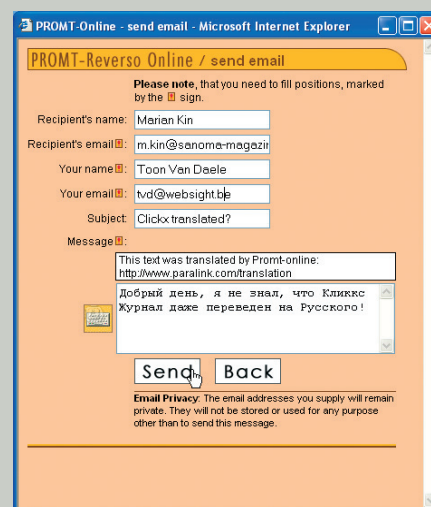 PROMT-Online - send email - Microsoft Internet Explorer
PROMT-Reverso Online / send email
Please note, that you need to fill positions, marked
by the sign.
Recipient's name: Marian Kin
Recipient's email: m.kin@sanoma-magazin
Your name: Toon Van Daele
Your email: tvd@websight.be
Subject: Clickx translated?
Message:
This text was translated by Promt-online:
http://www.paralink.com/translation
Добрый день, я не знал, что Кликкс
Журнал даже переведен на Русского!
Send Back
Email Privacy: The email addresses you supply will remain
private. They will not be stored or used for any purpose
other than to send this message.